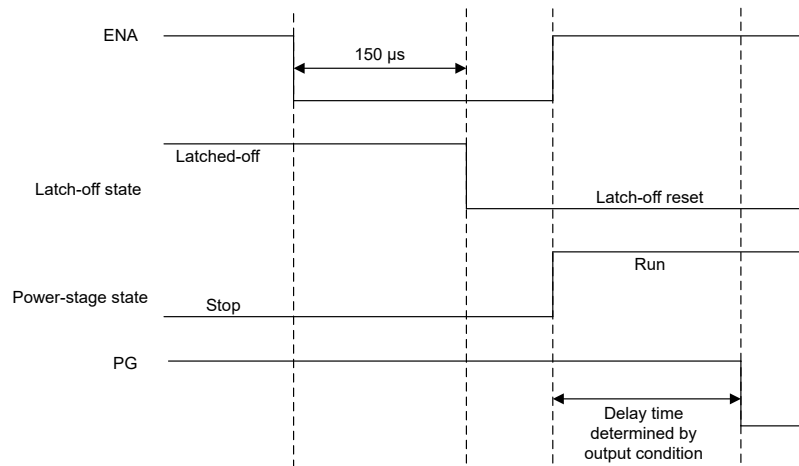 ENA
150 µs
Latched-off
Latch-off state
Latch-off reset
Run
Power-stage state
Stop
PG
Delay time
determined by
output condition